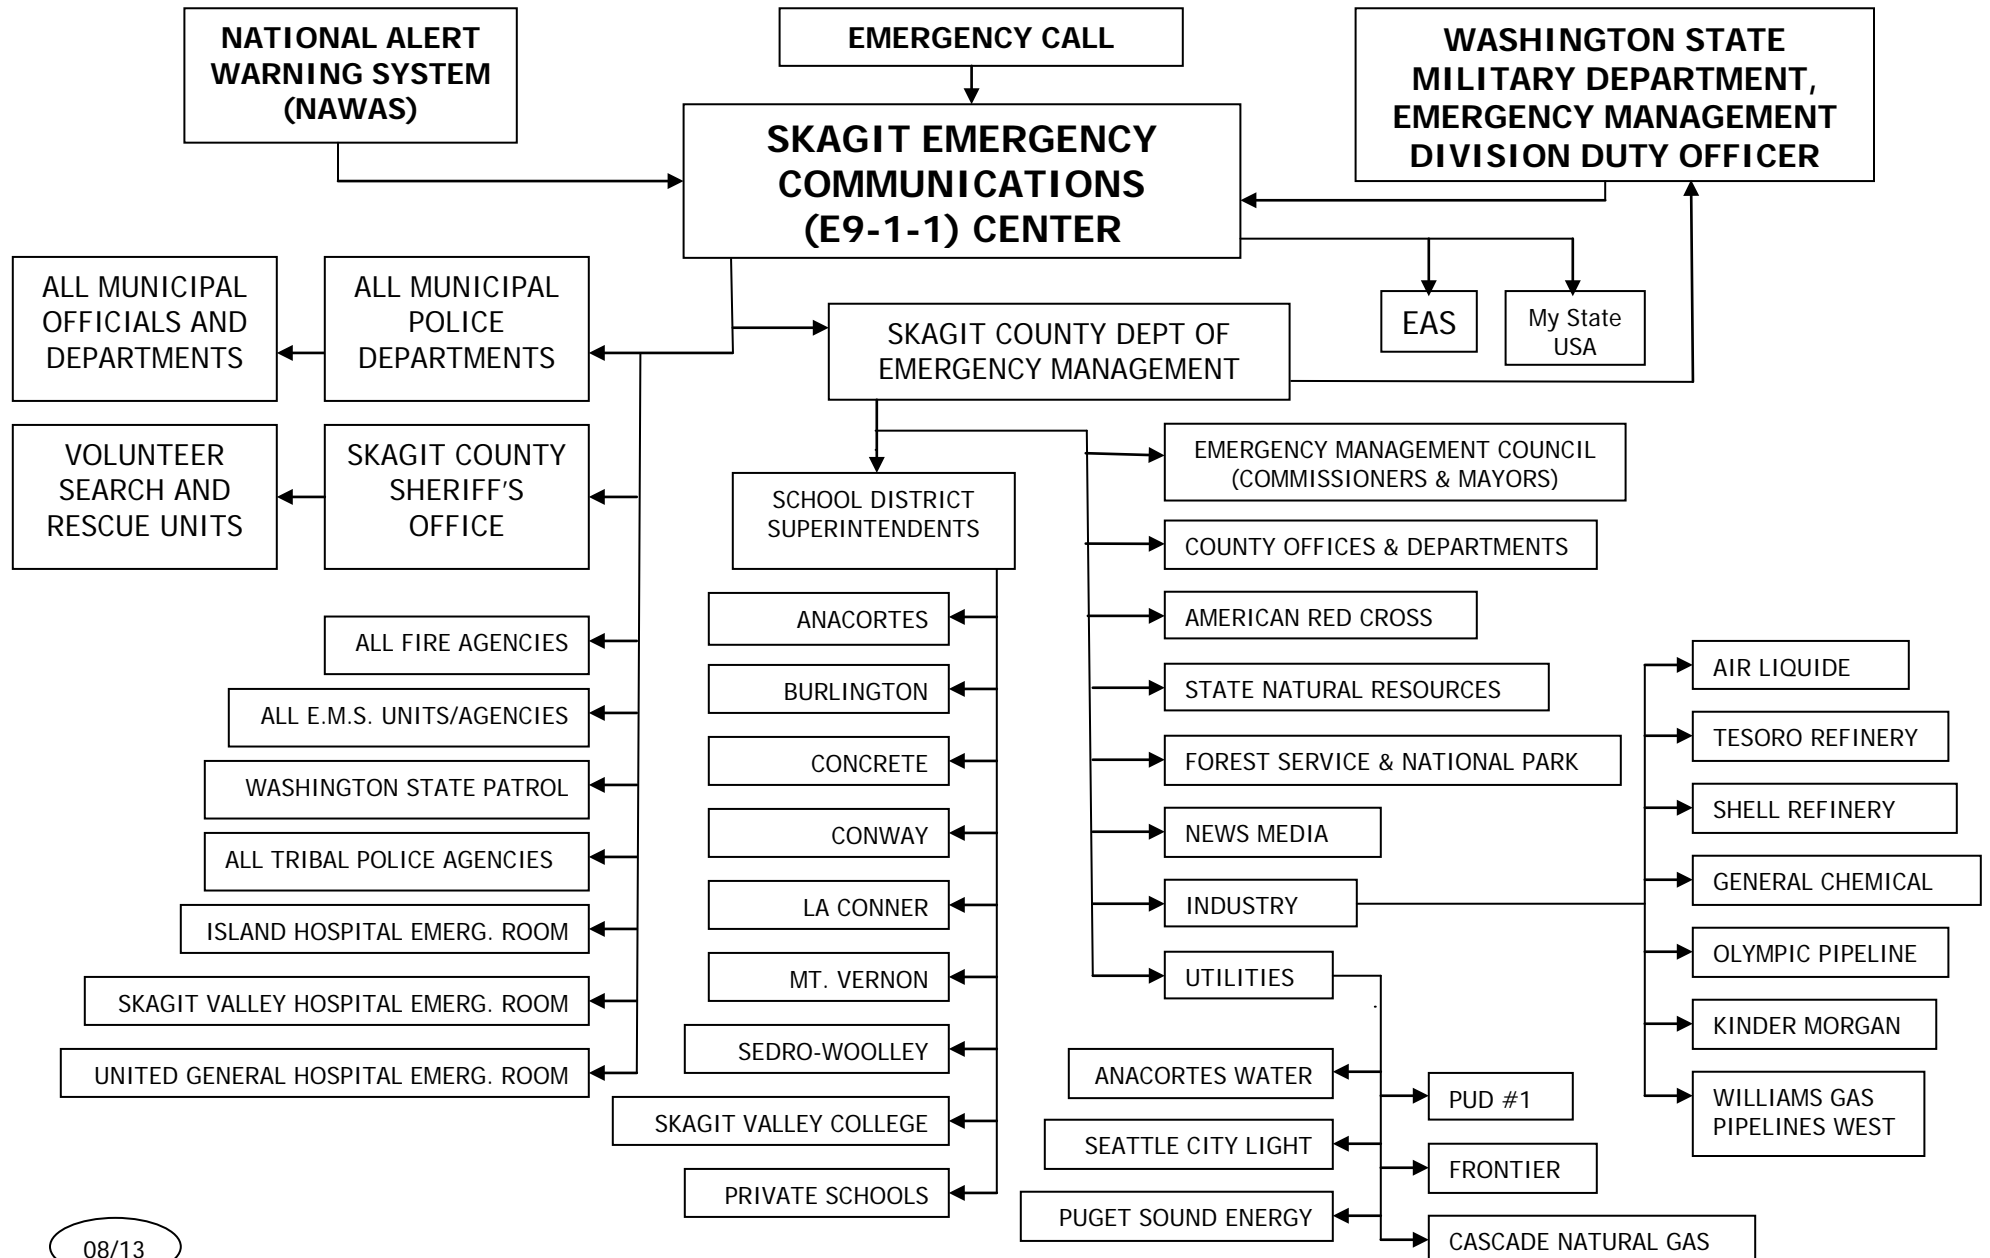 NATIONAL ALERT
WARNING SYSTEM
(NAWAS)
EMERGENCY CALL
WASHINGTON STATE
MILITARY DEPARTMENT,
EMERGENCY MANAGEMENT
DIVISION DUTY OFFICER
SKAGIT EMERGENCY
COMMUNICATIONS
(E9-1-1) CENTER
ALL MUNICIPAL
OFFICIALS AND
DEPARTMENTS
ALL MUNICIPAL
POLICE
DEPARTMENTS
SKAGIT COUNTY DEPT OF
EMERGENCY MANAGEMENT
EAS
My State
USA
VOLUNTEER
SEARCH AND
RESCUE UNITS
SKAGIT COUNTY
SHERIFF'S
OFFICE
ALL FIRE AGENCIES
ALL E.M.S. UNITS/AGENCIES
WASHINGTON STATE PATROL
ALL TRIBAL POLICE AGENCIES
ISLAND HOSPITAL EMERG. ROOM
SKAGIT VALLEY HOSPITAL EMERG. ROOM
UNITED GENERAL HOSPITAL EMERG. ROOM
SCHOOL DISTRICT
SUPERINTENDENTS
ANACORTES
BURLINGTON
CONCRETE
CONWAY
LA CONNER
MT. VERNON
SEDRO-WOOLLEY
SKAGIT VALLEY COLLEGE
PRIVATE SCHOOLS
EMERGENCY MANAGEMENT COUNCIL
(COMMISSIONERS & MAYORS)
COUNTY OFFICES & DEPARTMENTS
AMERICAN RED CROSS
STATE NATURAL RESOURCES
FOREST SERVICE & NATIONAL PARK
NEWS MEDIA
INDUSTRY
UTILITIES
ANACORTES WATER
SEATTLE CITY LIGHT
PUGET SOUND ENERGY
PUD #1
FRONTIER
CASCADE NATURAL GAS
AIR LIQUIDE
TESORO REFINERY
SHELL REFINERY
GENERAL CHEMICAL
OLYMPIC PIPELINE
KINDER MORGAN
WILLIAMS GAS
PIPELINES WEST
08/13